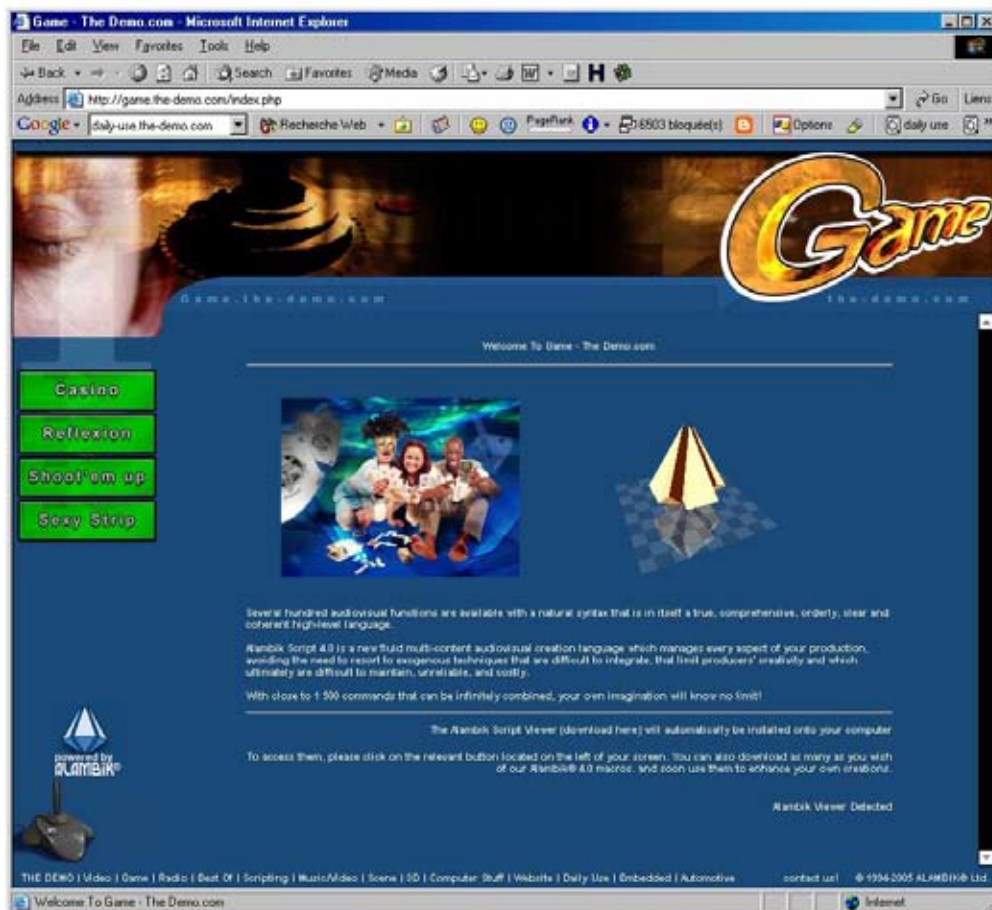 Game - The Demo.com - Microsoft Internet Explorer
File Edit View Favorites Tools Help
Back Search Favorites Media
Address http://game.the-demo.com/index.php Go Liens
Google daily-use.the-demo.com Recherche Web PageRank 6503 bloquée(s) Options daily use
Game
Game.the-demo.com the-demo.com
Welcome To Game - The Demo.com
Casino
Reflexion
Shoot'em up
Sexy Strip
Several hundred audiovisual functions are available with a natural syntax that is in itself a true, comprehensive, orderly, clear and
coherent high-level language.
Alambik Script 4.0 is a new fluid multi-content audiovisual creation language which manages every aspect of your production,
avoiding the need to resort to exogenous techniques that are difficult to integrate, that limit producers' creativity and which
ultimately are difficult to maintain, unreliable, and costly.
With close to 1 500 commands that can be infinitely combined, your own imagination will know no limit!
The Alambik Script Viewer (download here) will automatically be installed onto your computer
To access them, please click on the relevant button located on the left of your screen. You can also download as many as you wish
of our Alambik® 4.0 macros, and soon use them to enhance your own creations.
Alambik Viewer Detected
powered by
ALAMBIK®
THE DEMO | Video | Game | Radio | Best Of | Scripting | Music/Video | Scene | 3D | Computer Stuff | Website | Daily Use | Embedded | Automotive contact us! © 1994-2005 ALAMBIK® Ltd.
Welcome To Game - The Demo.com Internet